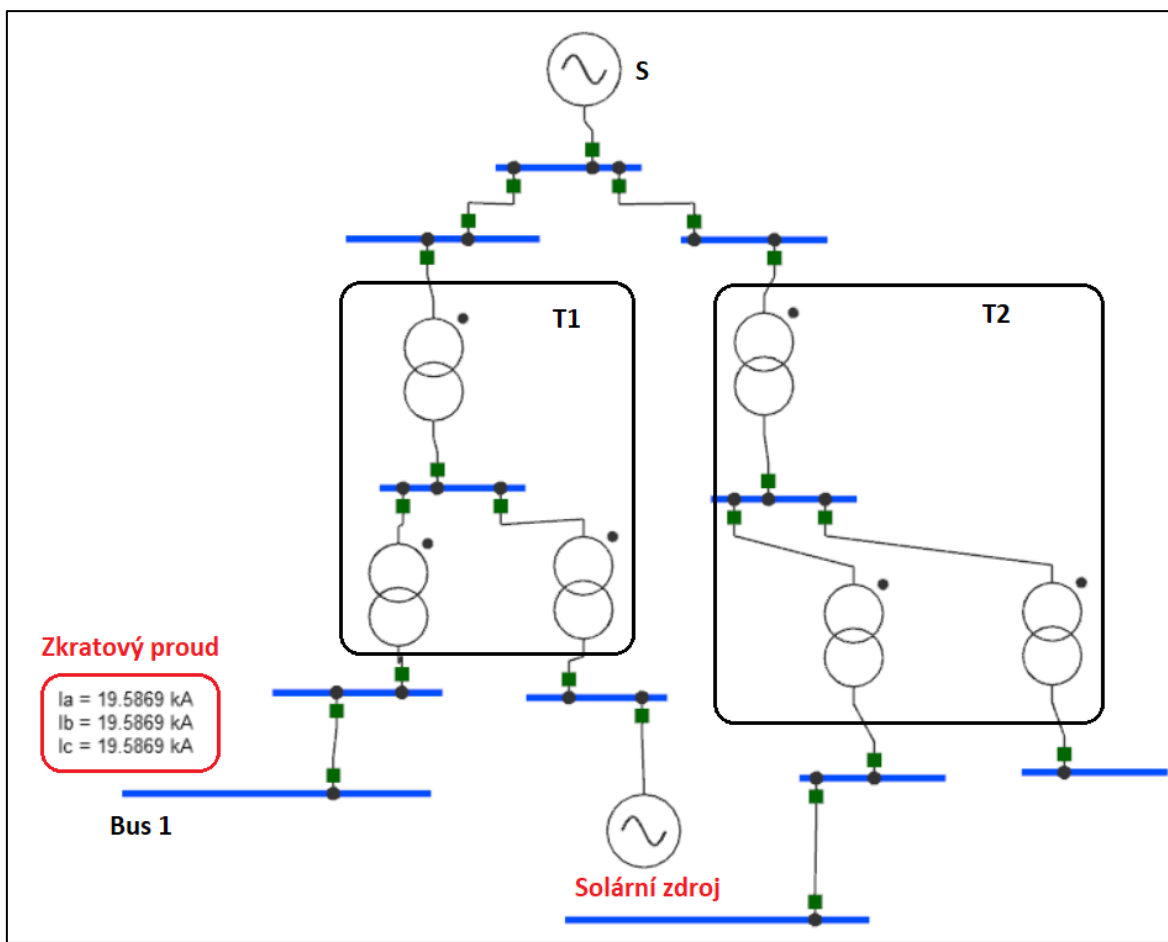 S
T1
T2
Zkratový proud
Ia = 19.5869 kA
Ib = 19.5869 kA
Ic = 19.5869 kA
Bus 1
Solární zdroj